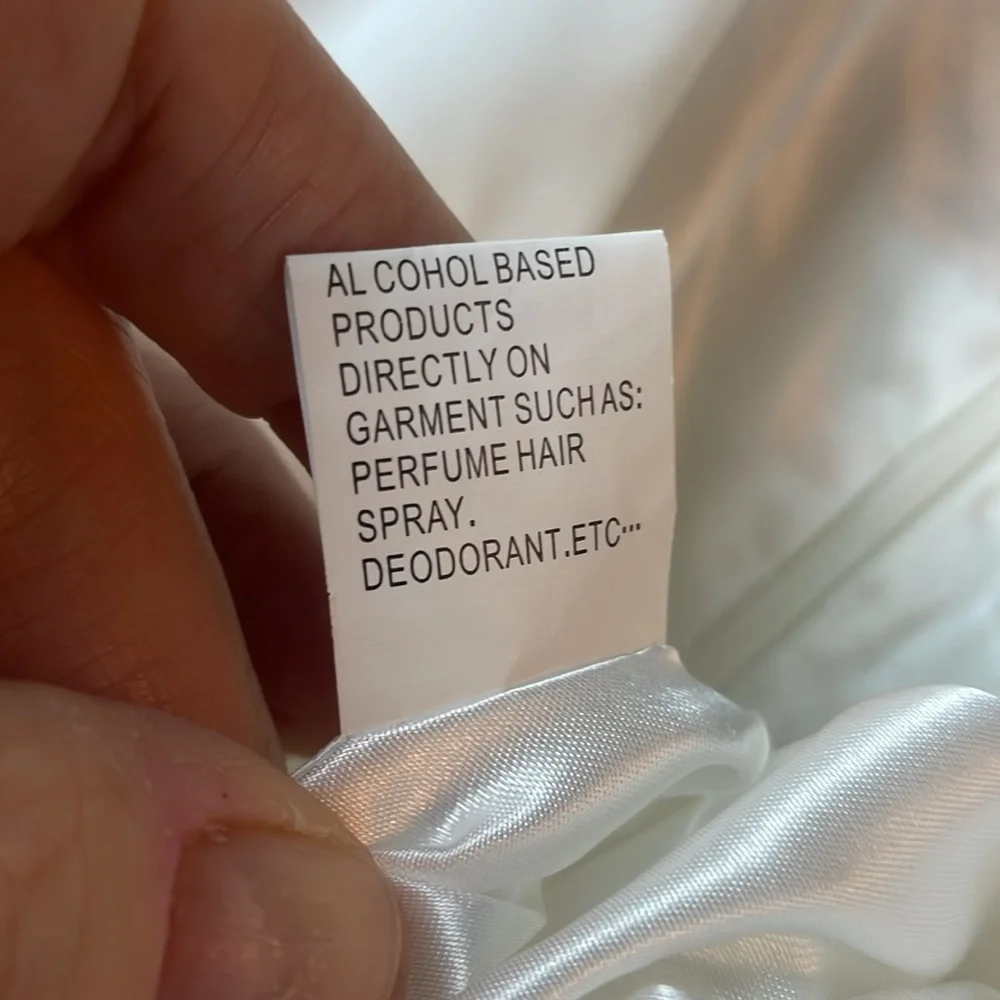 AL COHOL BASED
PRODUCTS
DIRECTLY ON
GARMENT SUCH AS:
PERFUME HAIR
SPRAY.
DEODORANT.ETC···